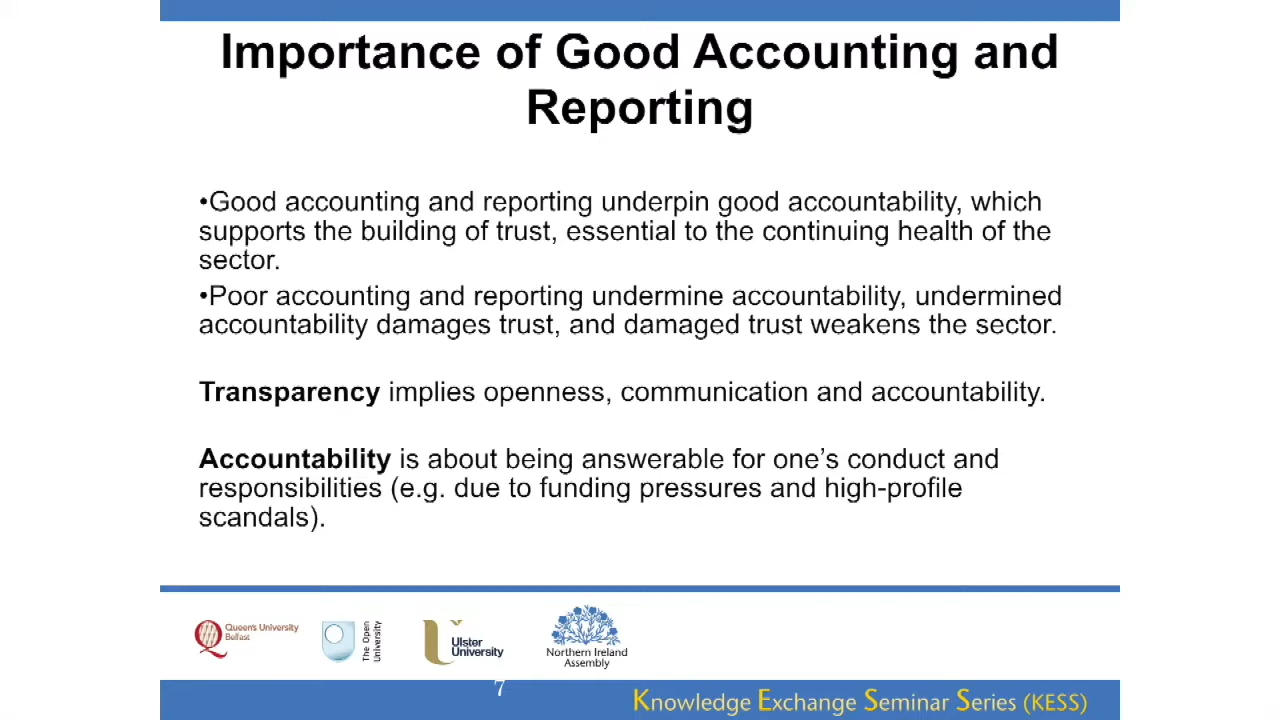 Importance of Good Accounting and
Reporting
•Good accounting and reporting underpin good accountability, which
supports the building of trust, essential to the continuing health of the
sector.
•Poor accounting and reporting undermine accountability, undermined
accountability damages trust, and damaged trust weakens the sector.
Transparency implies openness, communication and accountability.
Accountability is about being answerable for one’s conduct and
responsibilities (e.g. due to funding pressures and high-profile
scandals).
Queen's University
Belfast
The Open
University
Ulster
University
Northern Ireland
Assembly
7
Knowledge Exchange Seminar Series (KESS)